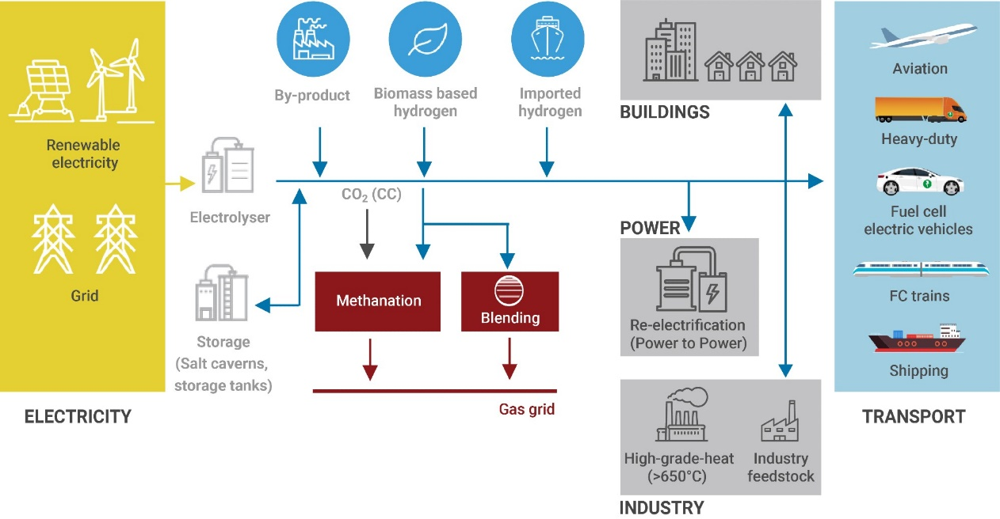 Renewable
electricity
Grid
ELECTRICITY
Electrolyser
Storage
(Salt caverns,
storage tanks)
By-product
Biomass based
hydrogen
Imported
hydrogen
CO₂ (CC)
Methanation
Blending
Gas grid
BUILDINGS
POWER
Re-electrification
(Power to Power)
High-grade-heat
(>650°C)
Industry
feedstock
INDUSTRY
Aviation
Heavy-duty
Fuel cell
electric vehicles
FC trains
Shipping
TRANSPORT